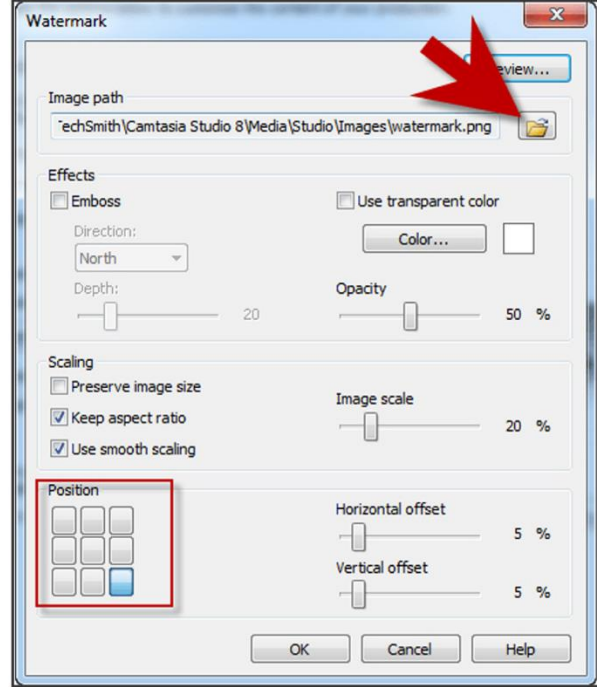 Watermark
Image path
TechSmith\Camtasia Studio 8\Media\Studio\Images\watermark.png
Effects
Emboss
Use transparent color
Direction:
Color...
North
Depth:
Opacity
20
50 %
Scaling
Preserve image size
Image scale
Keep aspect ratio
20 %
Use smooth scaling
Position
Horizontal offset
5 %
Vertical offset
5 %
OK Cancel Help